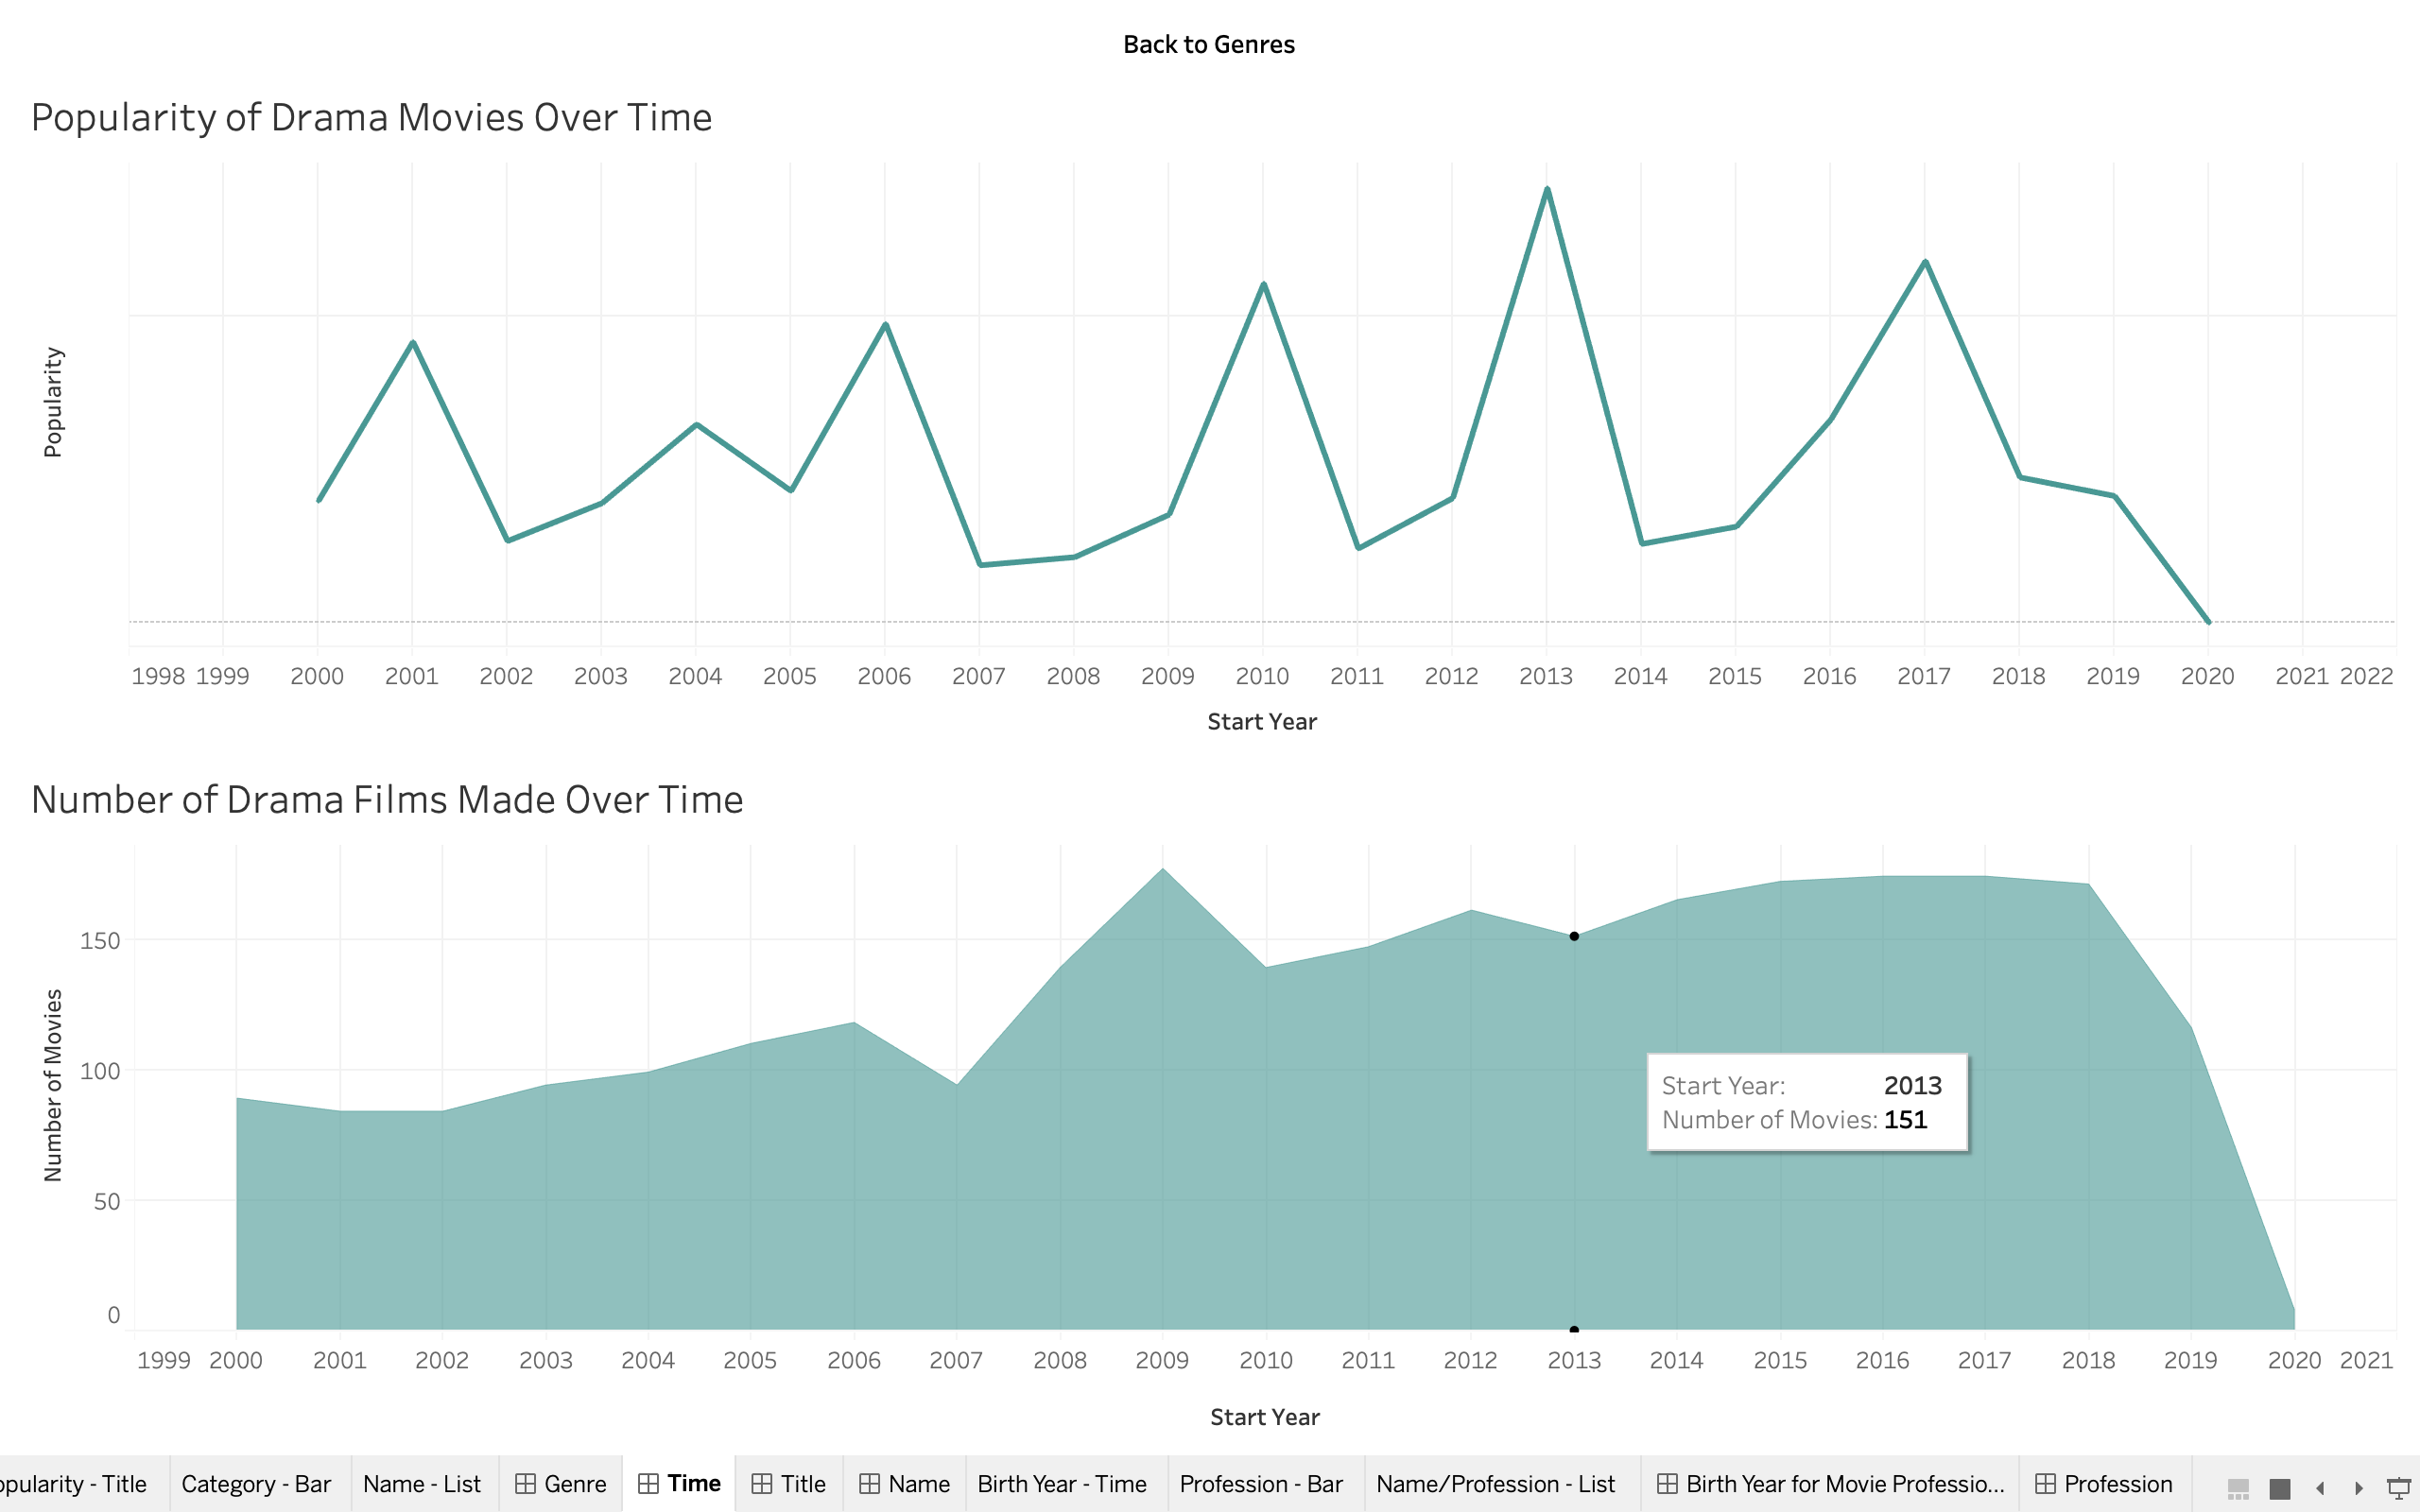 Back to Genres
Popularity of Drama Movies Over Time
Popularity
1998 1999 2000 2001 2002 2003 2004 2005 2006 2007 2008 2009 2010 2011 2012 2013 2014 2015 2016 2017 2018 2019 2020 2021 2022
Start Year
Number of Drama Films Made Over Time
Number of Movies
150
100
50
0
Start Year: 2013
Number of Movies: 151
1999 2000 2001 2002 2003 2004 2005 2006 2007 2008 2009 2010 2011 2012 2013 2014 2015 2016 2017 2018 2019 2020 2021
Start Year
opularity - Title Category - Bar Name - List Genre Time Title Name Birth Year - Time Profession - Bar Name/Profession - List Birth Year for Movie Professio... Profession